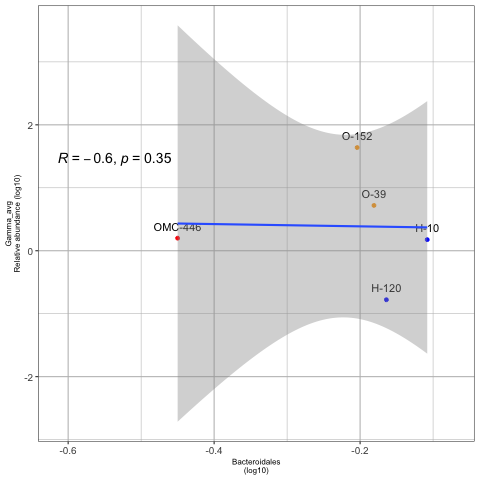 O-152
R = −0.6, p = 0.35
O-39
OMC-446
H-10
H-120
2
0
-2
Gamma_avg
Relative abundance (log10)
-0.6
-0.4
-0.2
Bacteroidales
(log10)